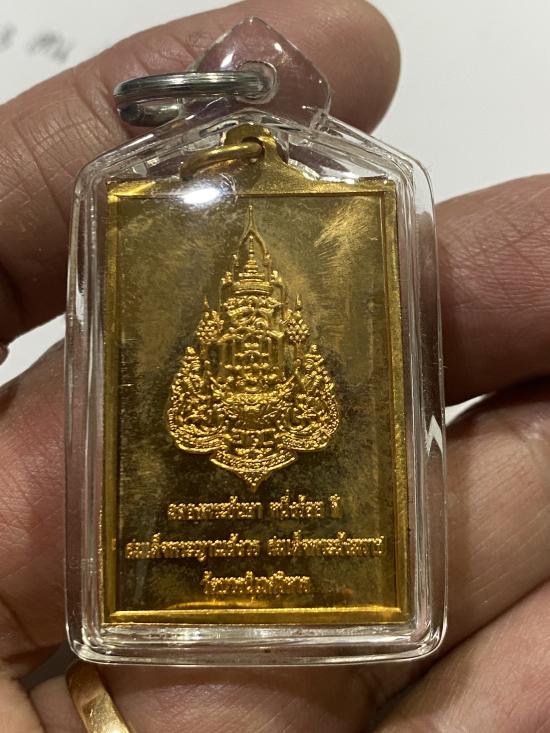 ฉลองพระชันษา หนึ่งร้อย ปี
สมเด็จพระญาณสังวร สมเด็จพระสังฆราช
วัดบวรนิเวศวิหาร